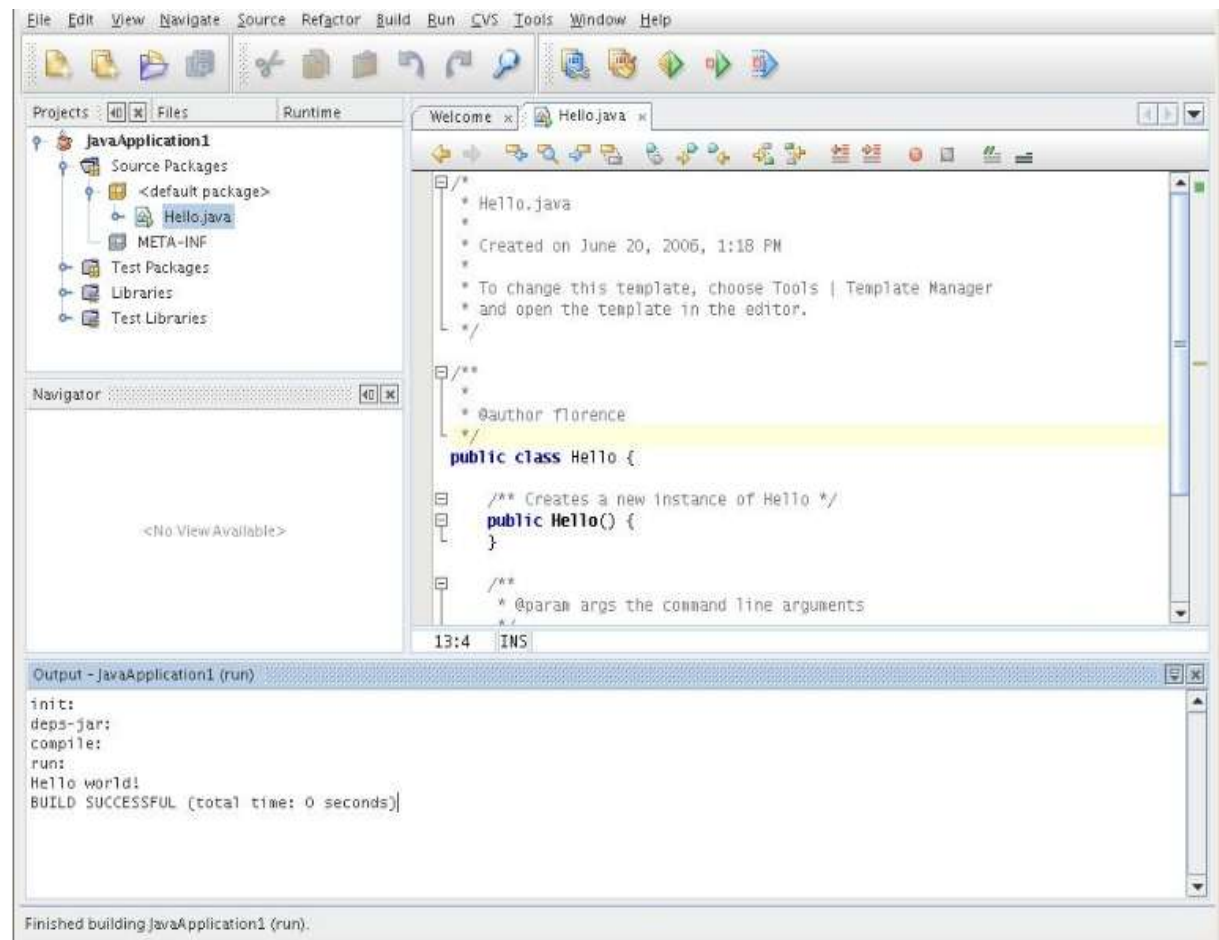 File Edit View Navigate Source Refactor Build Run CVS Tools Window Help
Projects Files Runtime
JavaApplication1
Source Packages
<default package>
Hello.java
META-INF
Test Packages
Libraries
Test Libraries
Navigator
<No View Available>
Welcome Hello.java
/*
* Hello.java
*
* Created on June 20, 2006, 1:18 PM
*
* To change this template, choose Tools | Template Manager
* and open the template in the editor.
*/
/**
*
* @author florence
*/
public class Hello {
/** Creates a new instance of Hello */
public Hello() {
}
/**
* @param args the command line arguments
*/
13:4 INS
Output - JavaApplication1 (run)
init:
deps-jar:
compile:
run:
Hello world!
BUILD SUCCESSFUL (total time: 0 seconds)
Finished building JavaApplication1 (run).